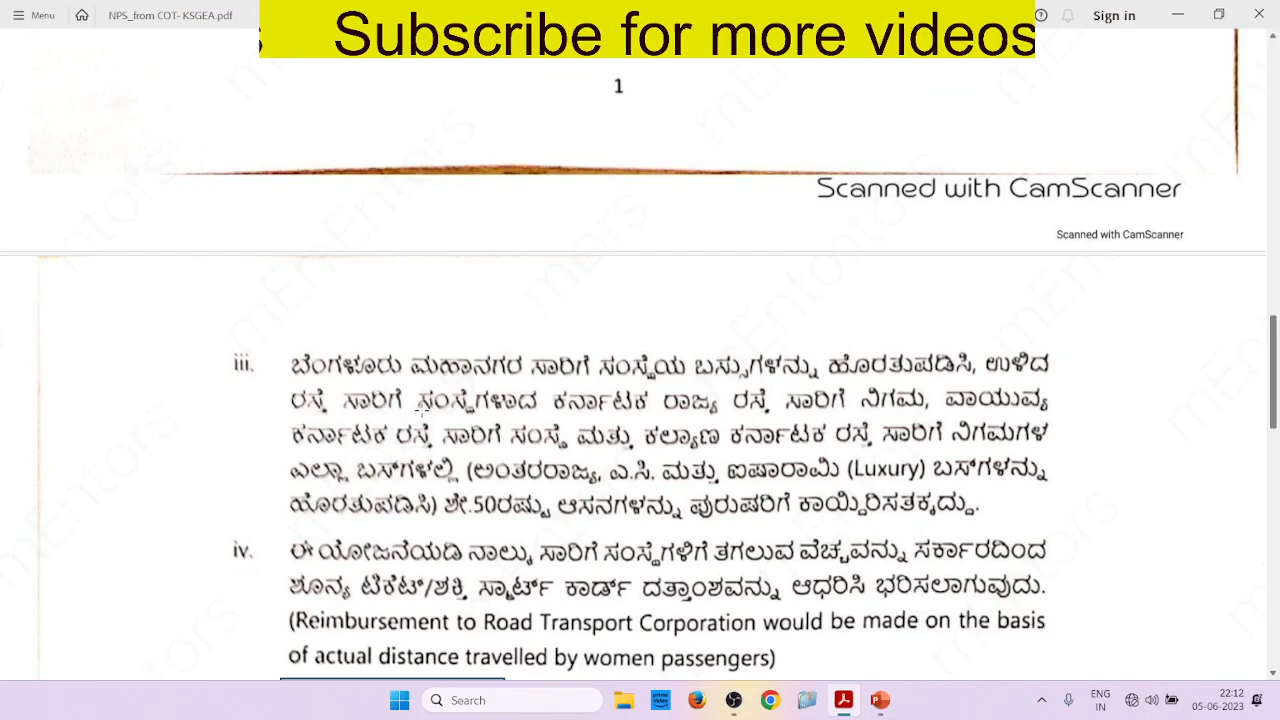 Menu
NPS_from COT- KSGEA.pdf
Subscribe for more videos
Sign in
1
Scanned with CamScanner
Scanned with CamScanner
iii. ಬೆಂಗಳೂರು ಮಹಾನಗರ ಸಾರಿಗೆ ಸಂಸ್ಥೆಯ ಬಸ್ಸುಗಳನ್ನು ಹೊರತುಪಡಿಸಿ, ಉಳಿದ
ರಸ್ತೆ ಸಾರಿಗೆ ಸಂಸ್ಥೆಗಳಾದ ಕರ್ನಾಟಕ ರಾಜ್ಯ ರಸ್ತೆ ಸಾರಿಗೆ ನಿಗಮ, ವಾಯುವ್ಯ
ಕರ್ನಾಟಕ ರಸ್ತೆ ಸಾರಿಗೆ ಸಂಸ್ಥೆ ಮತ್ತು ಕಲ್ಯಾಣ ಕರ್ನಾಟಕ ರಸ್ತೆ ಸಾರಿಗೆ ನಿಗಮಗಳ
ಎಲ್ಲಾ ಬಸ್‌ಗಳಲ್ಲಿ (ಅಂತರರಾಜ್ಯ, ಎ.ಸಿ. ಮತ್ತು ಐಷಾರಾಮಿ (Luxury) ಬಸ್‌ಗಳನ್ನು
ಹೊರತುಪಡಿಸಿ) ಶೇ.50ರಷ್ಟು ಆಸನಗಳನ್ನು ಪುರುಷರಿಗೆ ಕಾಯ್ದಿರಿಸತಕ್ಕದ್ದು.
iv. ಈ ಯೋಜನೆಯಡಿ ನಾಲ್ಕು ಸಾರಿಗೆ ಸಂಸ್ಥೆಗಳಿಗೆ ತಗಲುವ ವೆಚ್ಚವನ್ನು ಸರ್ಕಾರದಿಂದ
ಶೂನ್ಯ ಟಿಕೆಟ್/ಶಕ್ತಿ ಸ್ಮಾರ್ಟ್ ಕಾರ್ಡ್ ದತ್ತಾಂಶವನ್ನು ಆಧರಿಸಿ ಭರಿಸಲಾಗುವುದು.
(Reimbursement to Road Transport Corporation would be made on the basis
of actual distance travelled by women passengers)
Search
ENG
IN
22:12
05-06-2023
mEntors
mEntors
mEntors
mEntors